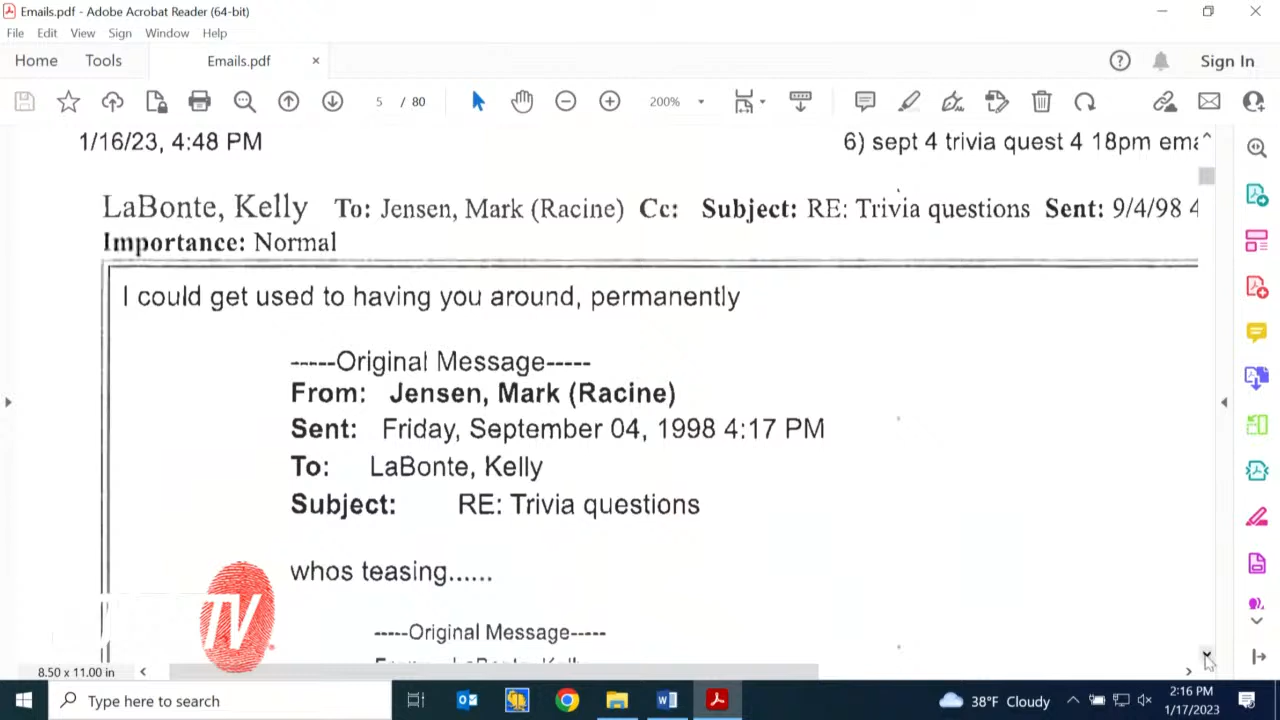 Emails.pdf - Adobe Acrobat Reader (64-bit)
File Edit View Sign Window Help
Home Tools Emails.pdf × Sign In
5 / 80 200%
1/16/23, 4:48 PM 6) sept 4 trivia quest 4 18pm ema
LaBonte, Kelly To: Jensen, Mark (Racine) Cc: Subject: RE: Trivia questions Sent: 9/4/98 4
Importance: Normal
I could get used to having you around, permanently
-----Original Message-----
From: Jensen, Mark (Racine)
Sent: Friday, September 04, 1998 4:17 PM
To: LaBonte, Kelly
Subject: RE: Trivia questions
whos teasing......
TV
-----Original Message-----
8.50 x 11.00 in
Type here to search
38°F Cloudy
2:16 PM
1/17/2023